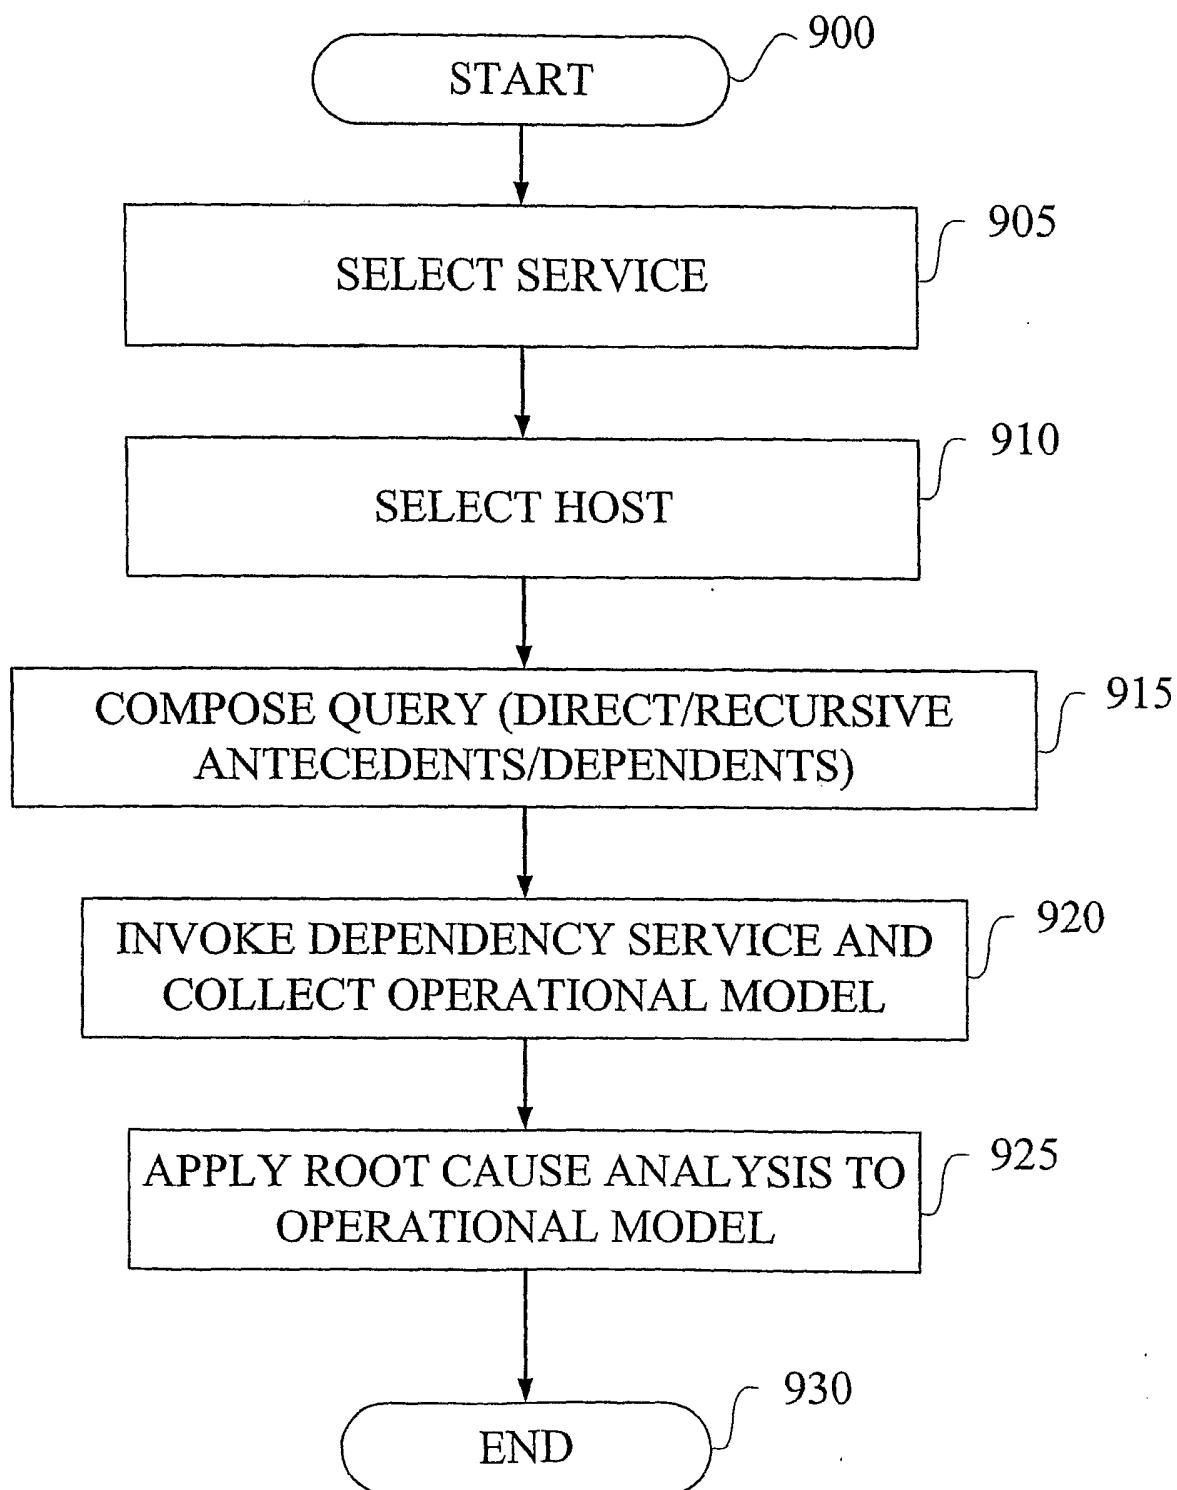 900
START
905
SELECT SERVICE
910
SELECT HOST
915
COMPOSE QUERY (DIRECT/RECURSIVE
ANTECEDENTS/DEPENDENTS)
920
INVOKE DEPENDENCY SERVICE AND
COLLECT OPERATIONAL MODEL
925
APPLY ROOT CAUSE ANALYSIS TO
OPERATIONAL MODEL
930
END